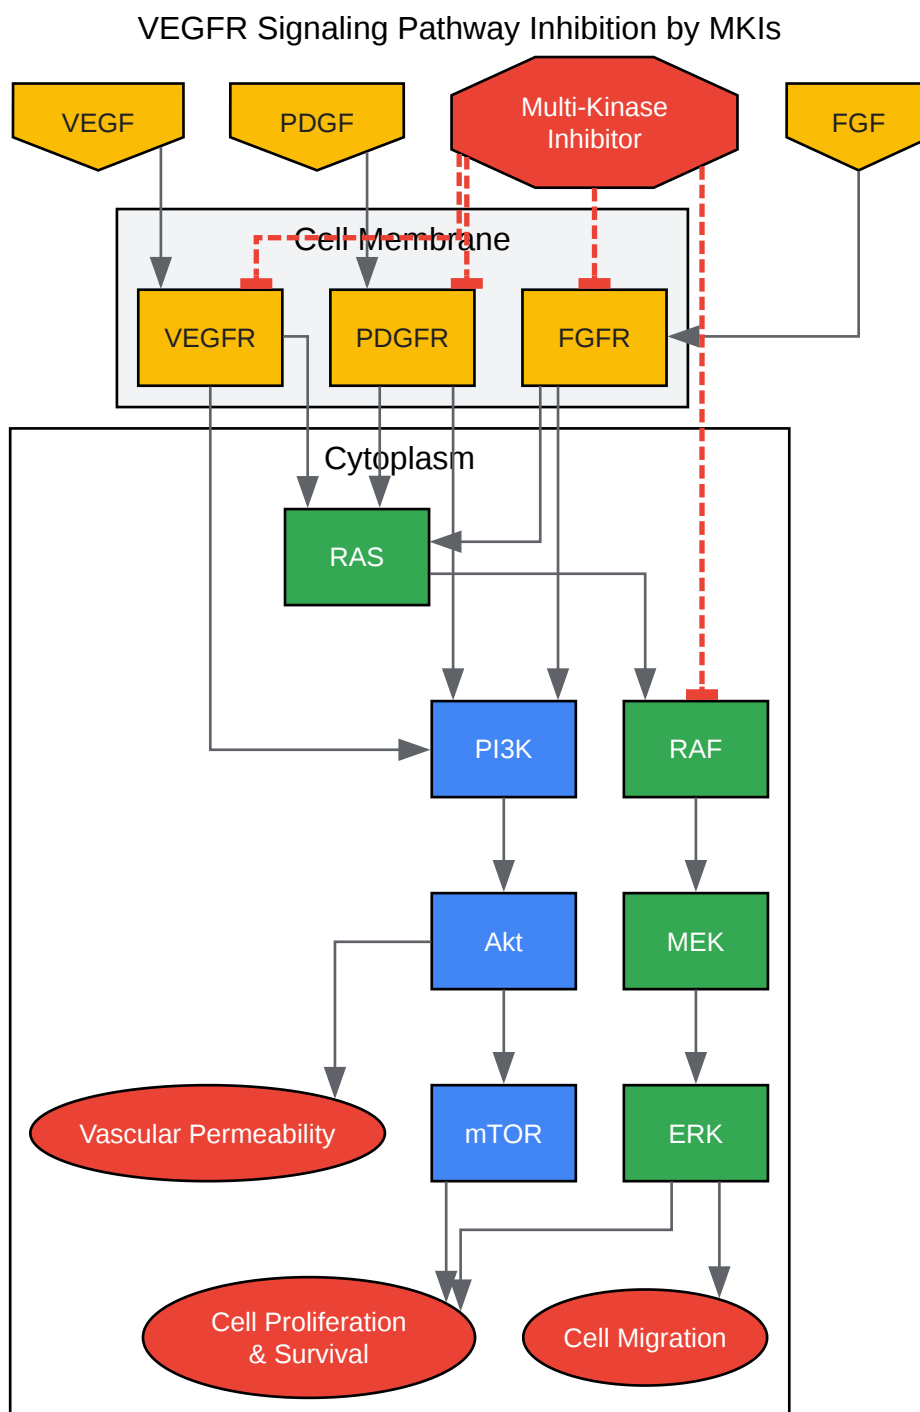 VEGFR Signaling Pathway Inhibition by MKIs
VEGF
PDGF
Multi-Kinase
Inhibitor
FGF
Cell Membrane
VEGFR
PDGFR
FGFR
Cytoplasm
RAS
PI3K
RAF
Akt
MEK
Vascular Permeability
mTOR
ERK
Cell Proliferation
& Survival
Cell Migration